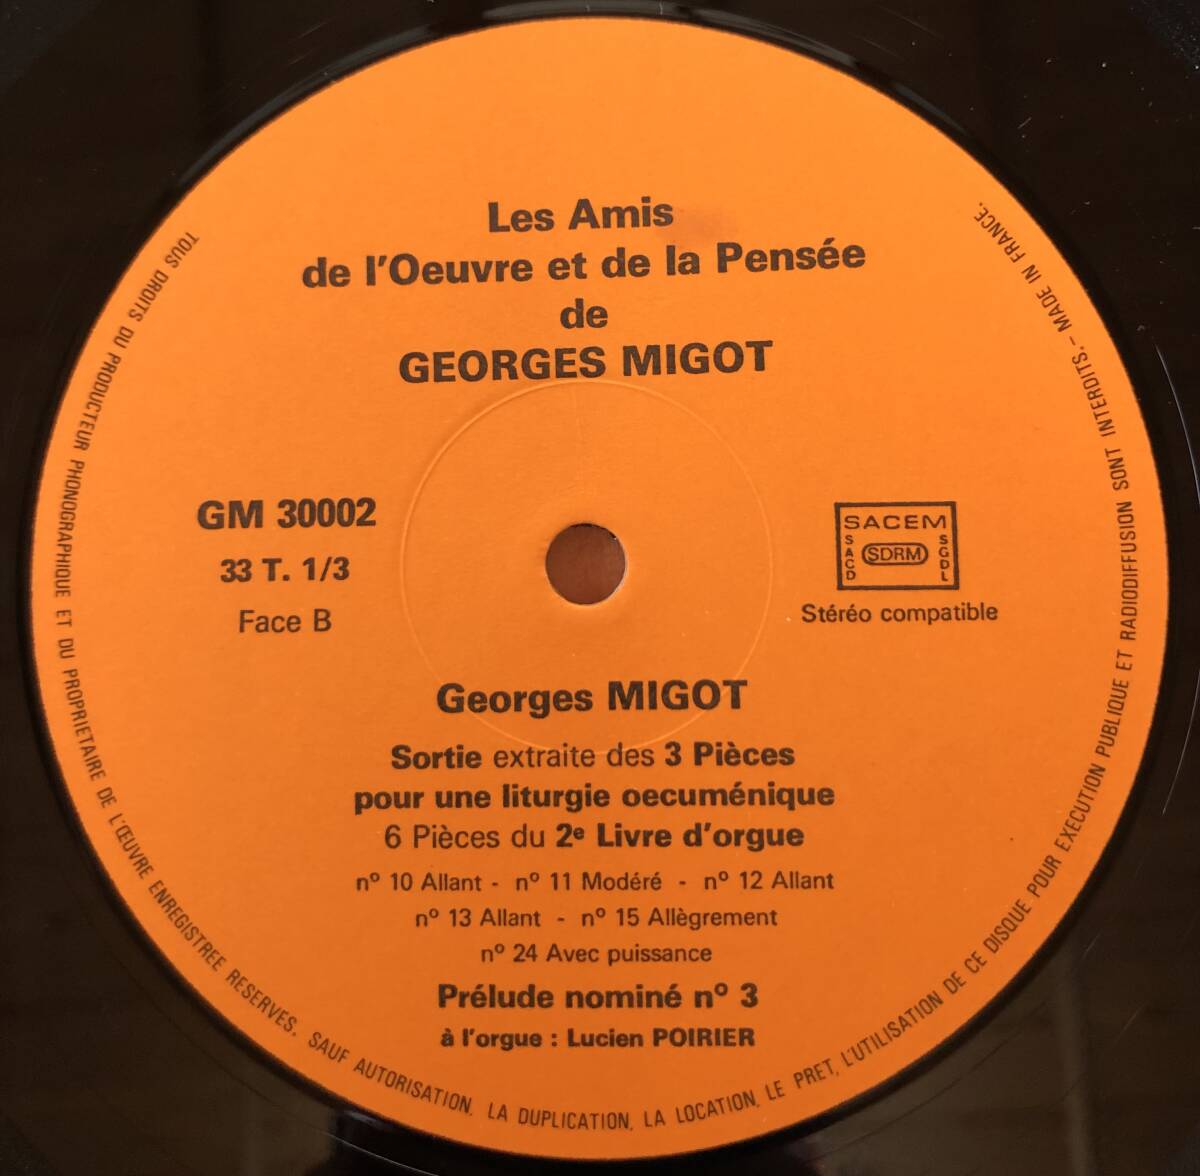 Les Amis
de l'Oeuvre et de la Pensée
de
GEORGES MIGOT
GM 30002
33 T. 1/3
Face B
SACEM
SACD
SDRM
SGDL
Stéréo compatible
Georges MIGOT
Sortie extraite des 3 Pièces
pour une liturgie oecuménique
6 Pièces du 2e Livre d'orgue
nº 10 Allant - nº 11 Modéré - nº 12 Allant
nº 13 Allant - nº 15 Allègrement
nº 24 Avec puissance
Prélude nominé nº 3
à l'orgue : Lucien POIRIER
TOUS DROITS DU PRODUCTEUR PHONOGRAPHIQUE ET DU PROPRIETAIRE DE L'ŒUVRE ENREGISTREE RESERVES. SAUF AUTORISATION, LA DUPLICATION, LA LOCATION, LE PRET, L'UTILISATION DE CE DISQUE POUR EXECUTION PUBLIQUE ET RADIODIFFUSION SONT INTERDITS.- MADE IN FRANCE.